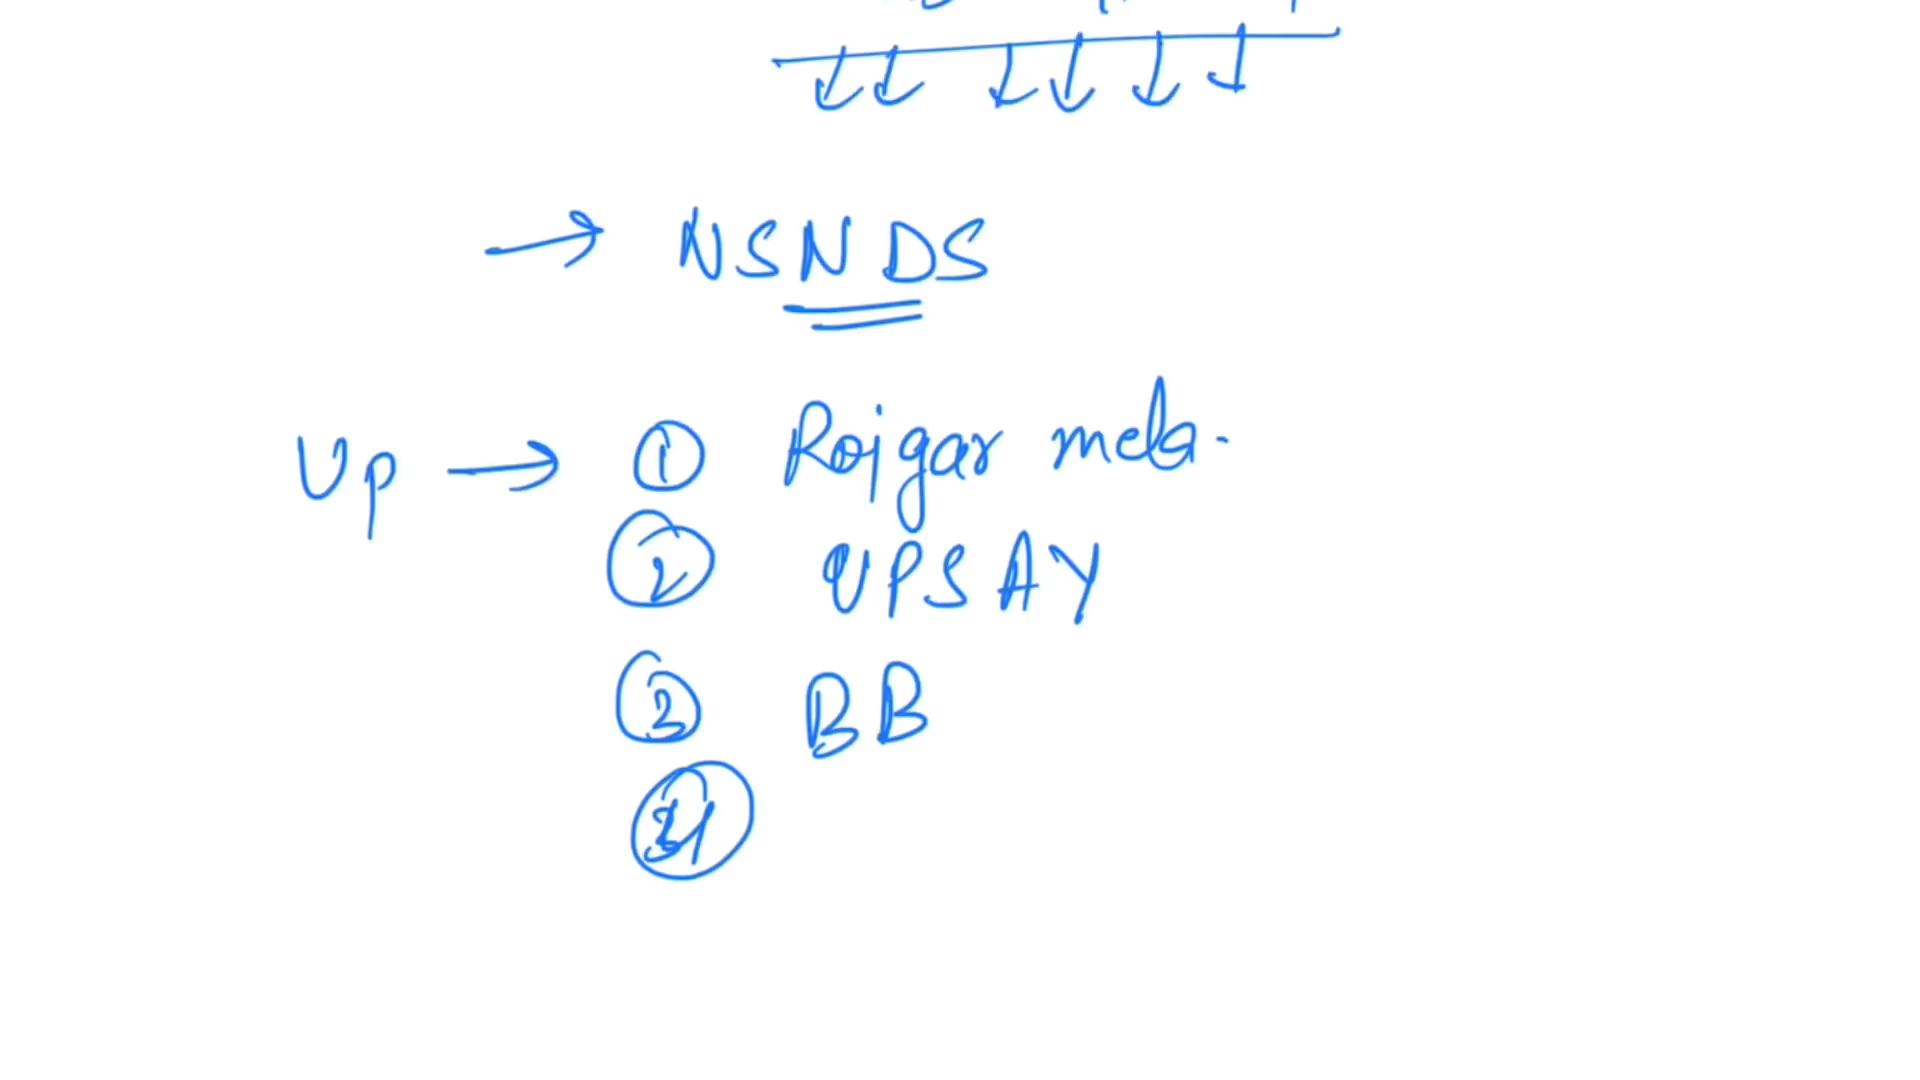 → NSNDS
Up → ① Rojgar mela.
② UPSAY
③ BB
④